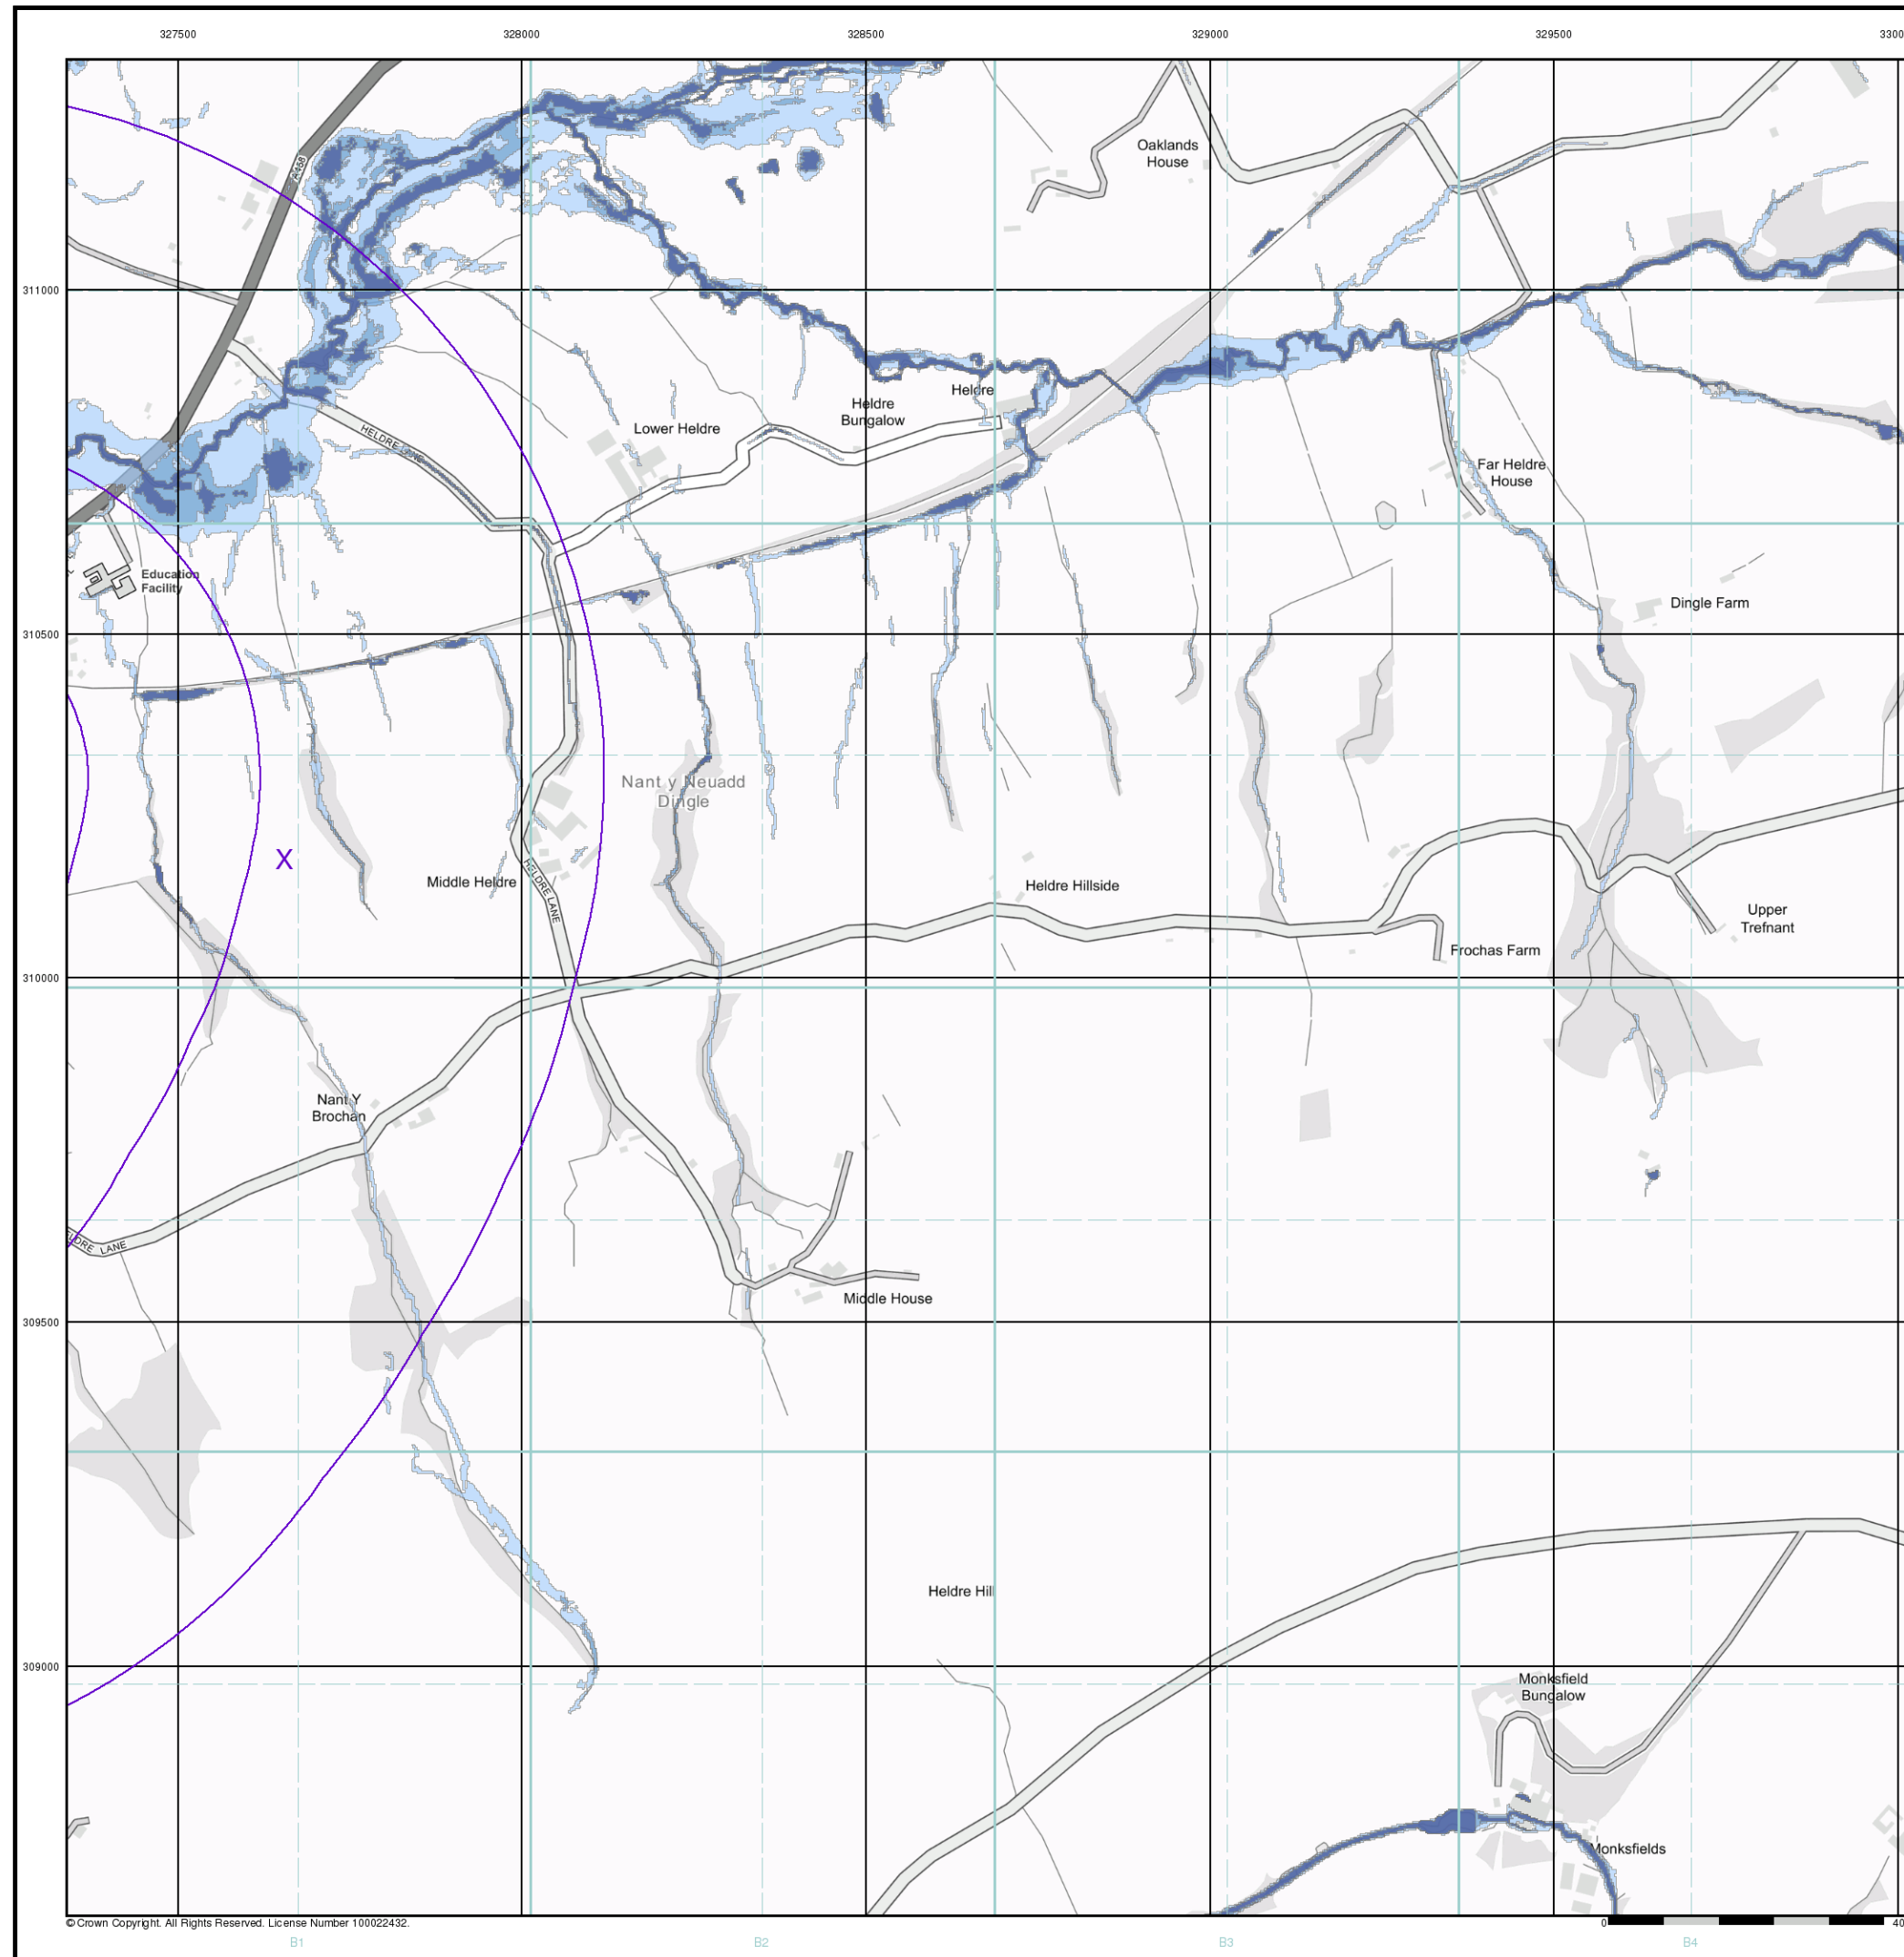 327500 328000 328500 329000 329500
A458
Oaklands
House
311000
Heldre
Heldre
Bungalow
HELDRE LANE
Lower Heldre
Far Heldre
House
Education
Facility
Dingle Farm
310500
Nant y Neuadd
Dingle
X
Middle Heldre
HELDRE LANE
Heldre Hillside
Upper
Trefnant
Frochas Farm
310000
Nant Y
Brochan
ELDRE LANE
Middle House
309500
Heldre Hill
309000
Monksfield
Bungalow
Monksfields
© Crown Copyright. All Rights Reserved. License Number 100022432.
0 40
B1 B2 B3 B4